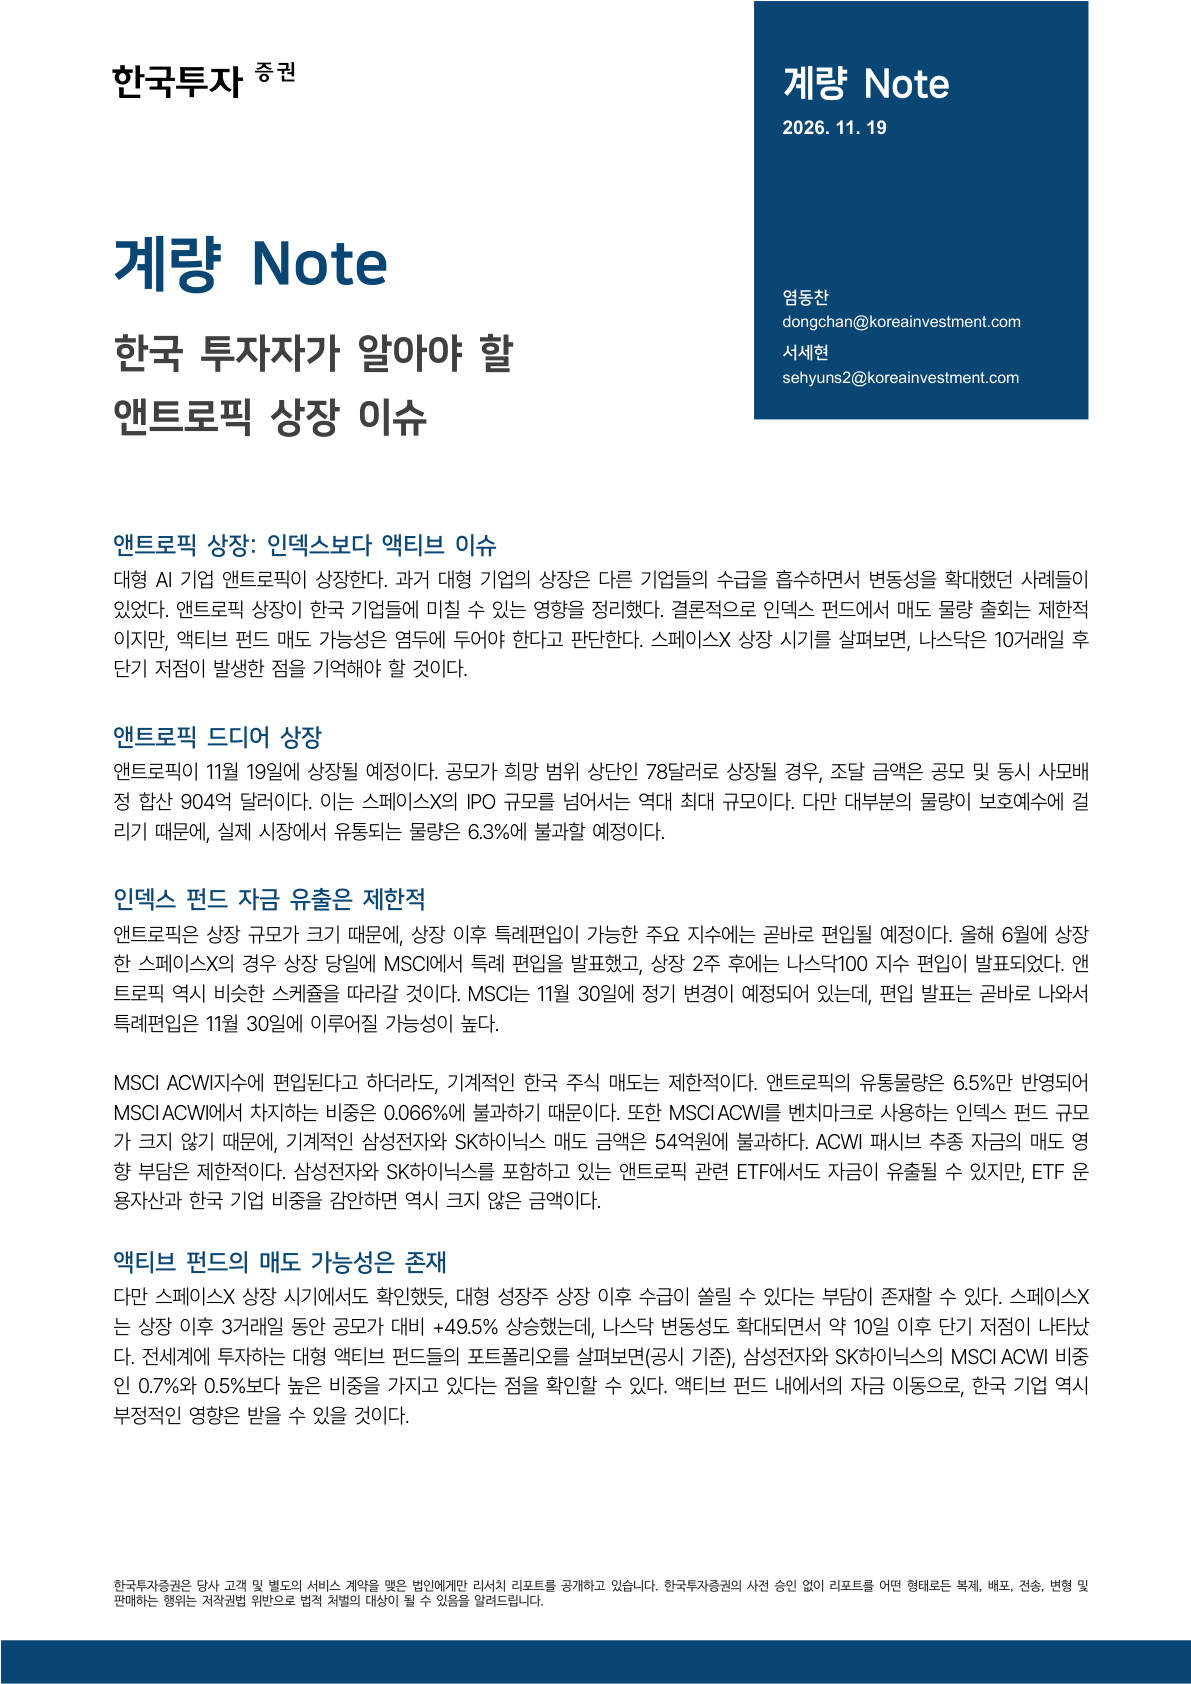 한국투자 증권
계량 Note
2026. 11. 19
염동찬
dongchan@koreainvestment.com
서세현
sehyuns2@koreainvestment.com
계량 Note
한국 투자자가 알아야 할
앤트로픽 상장 이슈
앤트로픽 상장: 인덱스보다 액티브 이슈
대형 AI 기업 앤트로픽이 상장한다. 과거 대형 기업의 상장은 다른 기업들의 수급을 흡수하면서 변동성을 확대했던 사례들이
있었다. 앤트로픽 상장이 한국 기업들에 미칠 수 있는 영향을 정리했다. 결론적으로 인덱스 펀드에서 매도 물량 출회는 제한적
이지만, 액티브 펀드 매도 가능성은 염두에 두어야 한다고 판단한다. 스페이스X 상장 시기를 살펴보면, 나스닥은 10거래일 후
단기 저점이 발생한 점을 기억해야 할 것이다.
앤트로픽 드디어 상장
앤트로픽이 11월 19일에 상장될 예정이다. 공모가 희망 범위 상단인 78달러로 상장될 경우, 조달 금액은 공모 및 동시 사모배
정 합산 904억 달러이다. 이는 스페이스X의 IPO 규모를 넘어서는 역대 최대 규모이다. 다만 대부분의 물량이 보호예수에 걸
리기 때문에, 실제 시장에서 유통되는 물량은 6.3%에 불과할 예정이다.
인덱스 펀드 자금 유출은 제한적
앤트로픽은 상장 규모가 크기 때문에, 상장 이후 특례편입이 가능한 주요 지수에는 곧바로 편입될 예정이다. 올해 6월에 상장
한 스페이스X의 경우 상장 당일에 MSCI에서 특례 편입을 발표했고, 상장 2주 후에는 나스닥100 지수 편입이 발표되었다. 앤
트로픽 역시 비슷한 스케쥴을 따라갈 것이다. MSCI는 11월 30일에 정기 변경이 예정되어 있는데, 편입 발표는 곧바로 나와서
특례편입은 11월 30일에 이루어질 가능성이 높다.
MSCI ACWI지수에 편입된다고 하더라도, 기계적인 한국 주식 매도는 제한적이다. 앤트로픽의 유통물량은 6.5%만 반영되어
MSCI ACWI에서 차지하는 비중은 0.066%에 불과하기 때문이다. 또한 MSCI ACWI를 벤치마크로 사용하는 인덱스 펀드 규모
가 크지 않기 때문에, 기계적인 삼성전자와 SK하이닉스 매도 금액은 54억원에 불과하다. ACWI 패시브 추종 자금의 매도 영
향 부담은 제한적이다. 삼성전자와 SK하이닉스를 포함하고 있는 앤트로픽 관련 ETF에서도 자금이 유출될 수 있지만, ETF 운
용자산과 한국 기업 비중을 감안하면 역시 크지 않은 금액이다.
액티브 펀드의 매도 가능성은 존재
다만 스페이스X 상장 시기에서도 확인했듯, 대형 성장주 상장 이후 수급이 쏠릴 수 있다는 부담이 존재할 수 있다. 스페이스X
는 상장 이후 3거래일 동안 공모가 대비 +49.5% 상승했는데, 나스닥 변동성도 확대되면서 약 10일 이후 단기 저점이 나타났
다. 전세계에 투자하는 대형 액티브 펀드들의 포트폴리오를 살펴보면(공시 기준), 삼성전자와 SK하이닉스의 MSCI ACWI 비중
인 0.7%와 0.5%보다 높은 비중을 가지고 있다는 점을 확인할 수 있다. 액티브 펀드 내에서의 자금 이동으로, 한국 기업 역시
부정적인 영향은 받을 수 있을 것이다.
한국투자증권은 당사 고객 및 별도의 서비스 계약을 맺은 법인에게만 리서치 리포트를 공개하고 있습니다. 한국투자증권의 사전 승인 없이 리포트를 어떤 형태로든 복제, 배포, 전송, 변형 및
판매하는 행위는 저작권법 위반으로 법적 처벌의 대상이 될 수 있음을 알려드립니다.